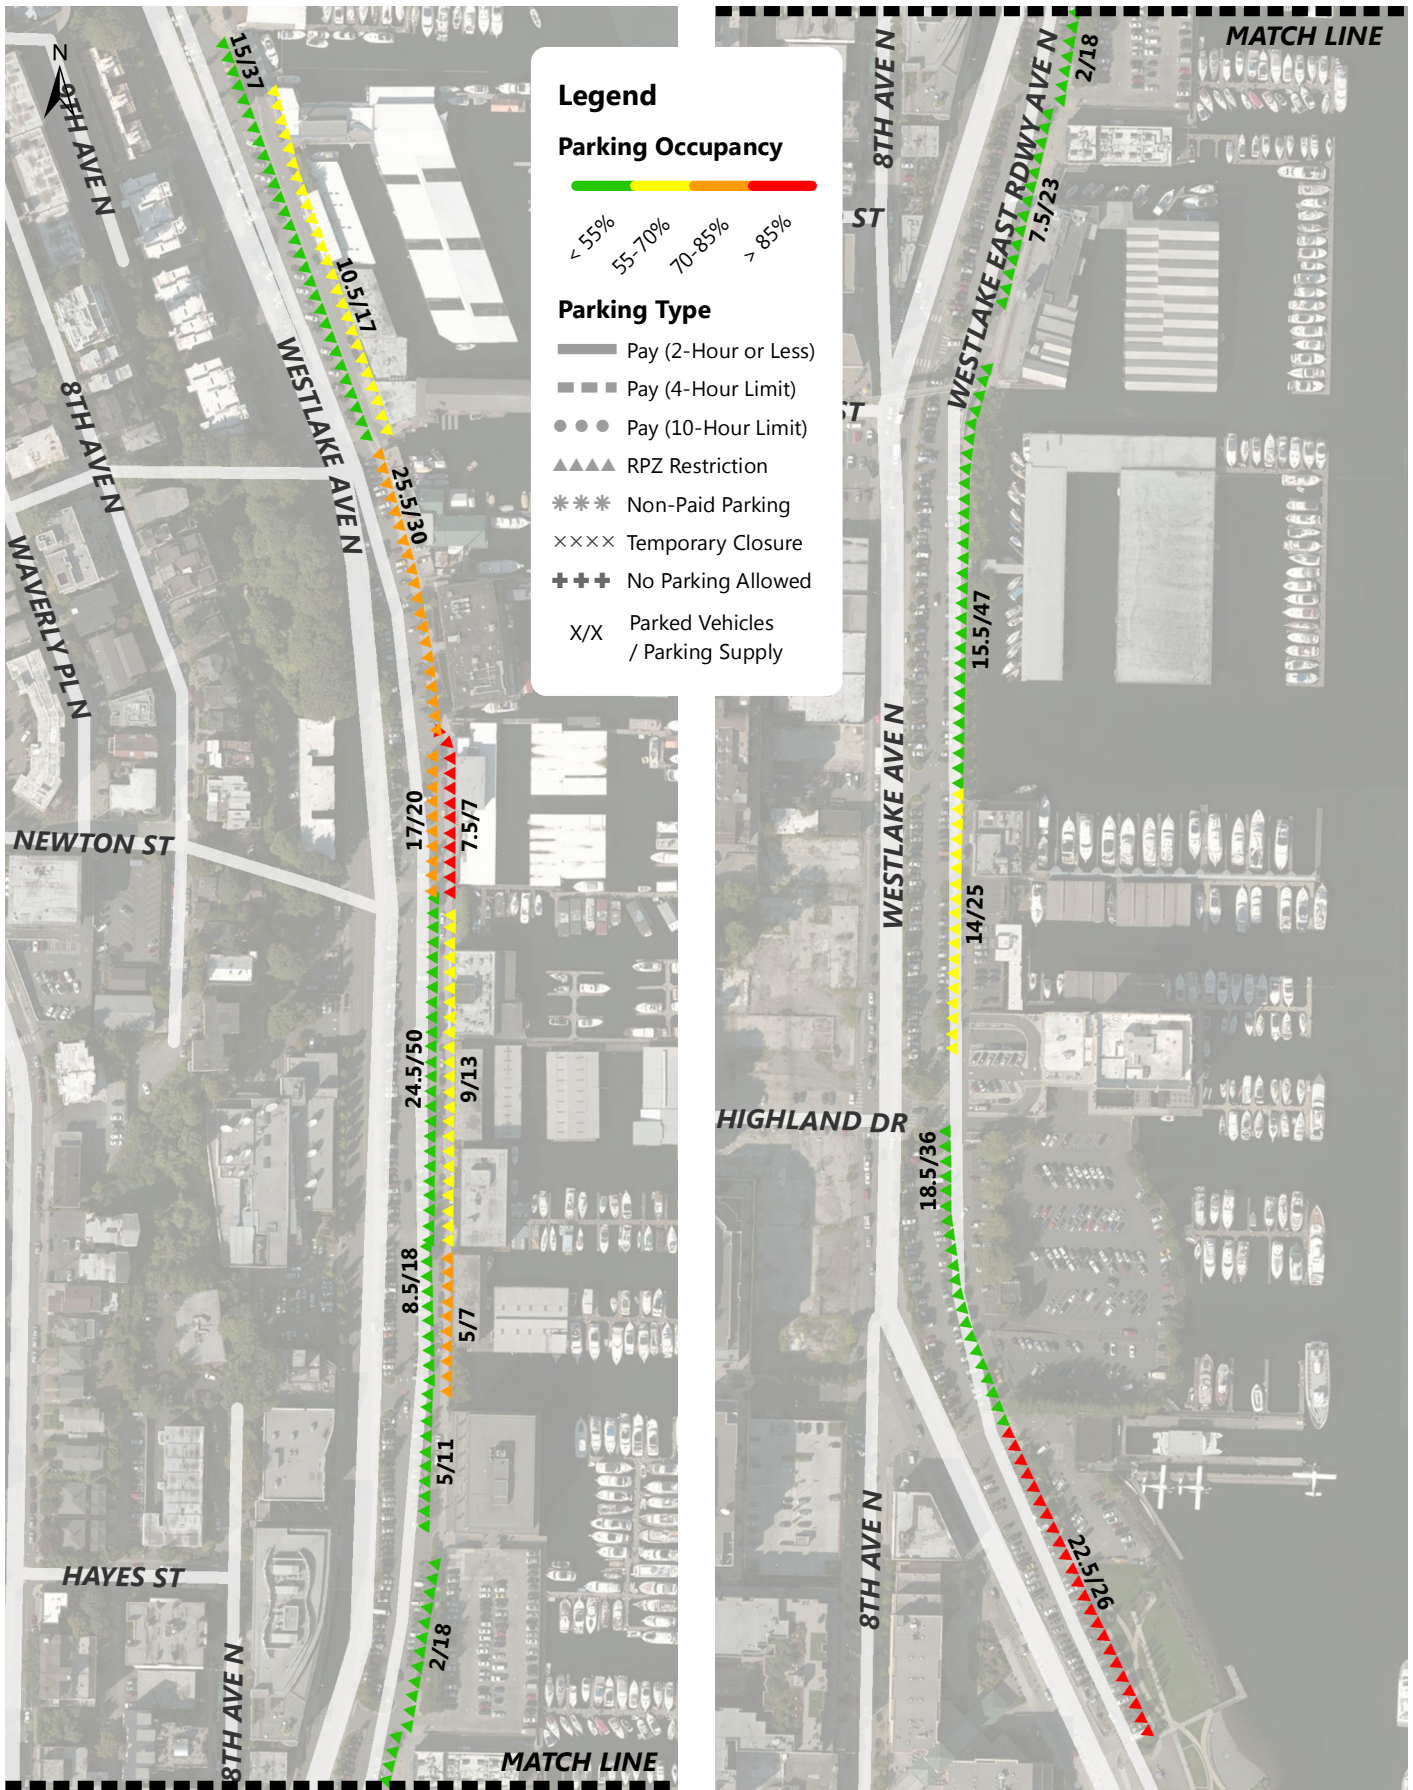 N
9TH AVE N
15/37
10.5/17
WESTLAKE AVE N
8TH AVE N
25.5/30
WAVERLY PL N
17/20
7.5/7
NEWTON ST
24.5/50
9/13
8.5/18
5/7
5/11
HAYES ST
2/18
8TH AVE N
MATCH LINE
Legend
Parking Occupancy
< 55%
55-70%
70-85%
> 85%
Parking Type
Pay (2-Hour or Less)
Pay (4-Hour Limit)
Pay (10-Hour Limit)
RPZ Restriction
Non-Paid Parking
Temporary Closure
No Parking Allowed
X/X
Parked Vehicles
/ Parking Supply
MATCH LINE
8TH AVE N
2/18
WESTLAKE EAST RDWY AVE N
7.5/23
ST
ST
15.5/47
WESTLAKE AVE N
14/25
HIGHLAND DR
18.5/36
8TH AVE N
22.5/26